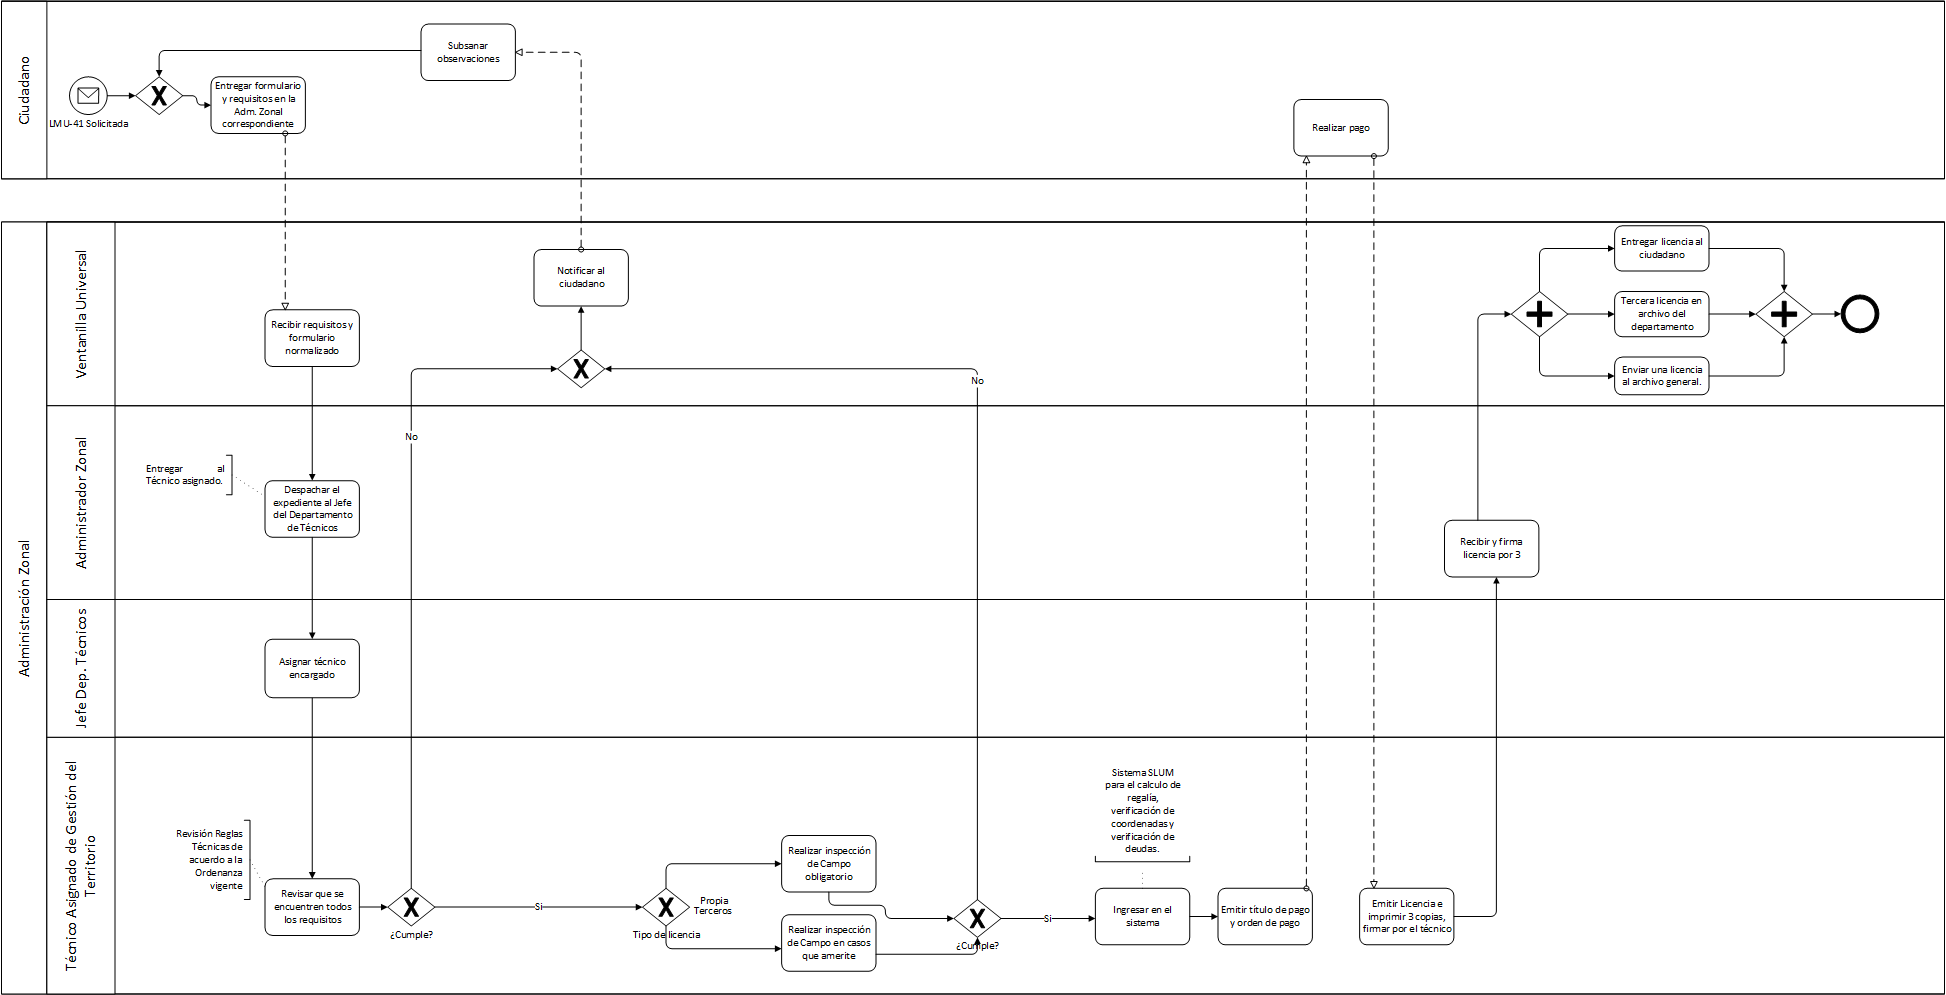 Ciudadano
LMU-41 Solicitada
Entregar formulario
y requisitos en la
Adm. Zonal
correspondiente
Subsanar
observaciones
Realizar pago
Administración Zonal
Ventanilla Universal
Recibir requisitos y
formulario
normalizado
Notificar al
ciudadano
No
Entregar licencia al
ciudadano
Tercera licencia en
archivo del
departamento
Enviar una licencia
al archivo general.
Administrador Zonal
No
Entregar al
Técnico asignado.
Despachar el
expediente al Jefe
del Departamento
de Técnicos
Recibir y firma
licencia por 3
Jefe Dep. Técnicos
Asignar técnico
encargado
Técnico Asignado de Gestión del
Territorio
Revisión Reglas
Técnicas de
acuerdo a la
Ordenanza
vigente
Revisar que se
encuentren todos
los requisitos
¿Cumple?
Si
Propia
Terceros
Tipo de licencia
Realizar inspección
de Campo
obligatorio
Realizar inspección
de Campo en casos
que amerite
¿Cumple?
Si
Sistema SLUM
para el calculo de
regalía,
verificación de
coordenadas y
verificación de
deudas.
Ingresar en el
sistema
Emitir título de pago
y orden de pago
Emitir Licencia e
imprimir 3 copias,
firmar por el técnico